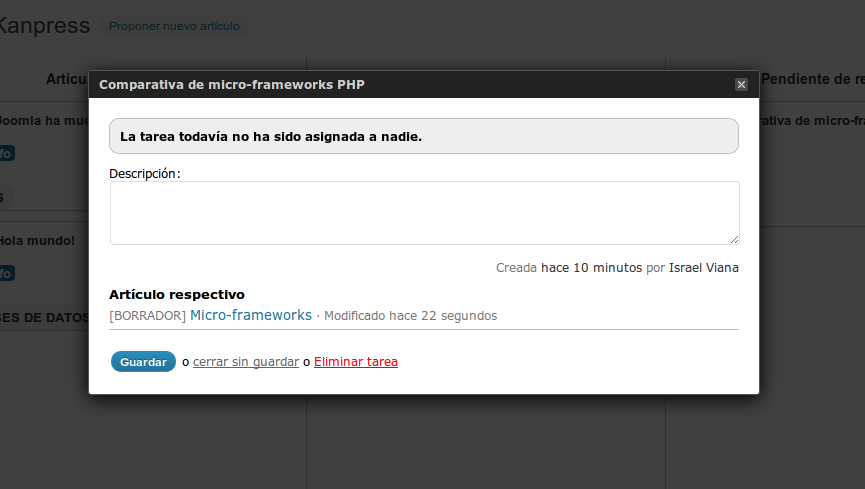 Kanpress Proponer nuevo artículo
Comparativa de micro-frameworks PHP
Pendiente de re
Joomla ha mue
La tarea todavía no ha sido asignada a nadie.
rativa de micro-fra
fo
Descripción:
S
Hola mundo!
fo
Creada hace 10 minutos por Israel Viana
Artículo respectivo
[BORRADOR] Micro-frameworks · Modificado hace 22 segundos
SES DE DATOS
Guardar o cerrar sin guardar o Eliminar tarea
Artícu